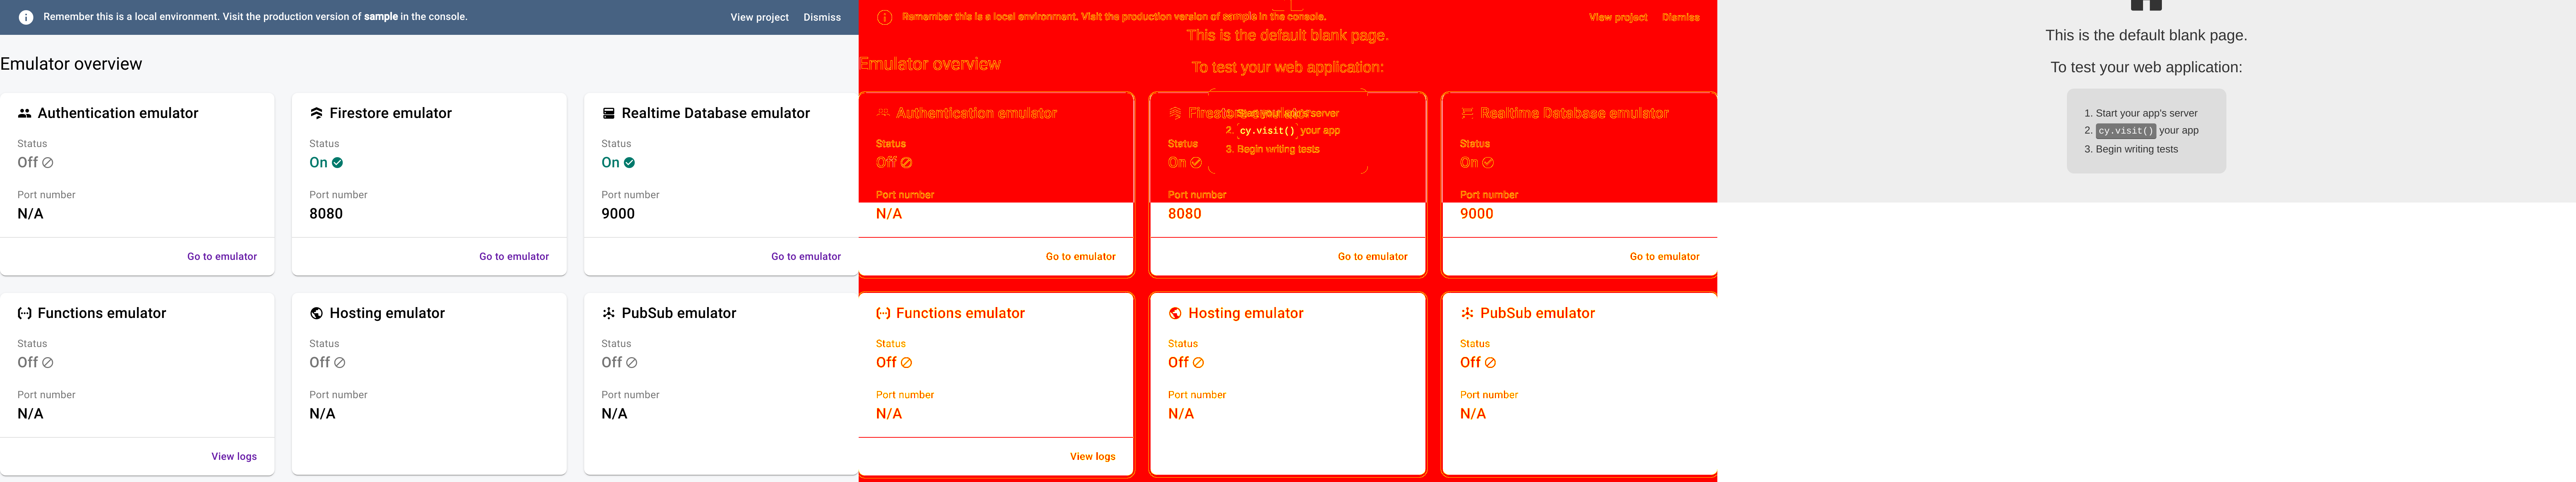 Remember this is a local environment. Visit the production version of sample in the console.
View project Dismiss
Emulator overview
Authentication emulator
Status
Off
Port number
N/A
Go to emulator
Firestore emulator
Status
On
Port number
8080
Go to emulator
Realtime Database emulator
Status
On
Port number
9000
Go to emulator
Functions emulator
Status
Off
Port number
N/A
View logs
Hosting emulator
Status
Off
Port number
N/A
PubSub emulator
Status
Off
Port number
N/A
Remember this is a local environment. Visit the production version of sample in the console.
View project Dismiss
This is the default blank page.
Emulator overview
To test your web application:
Authentication emulator
Status
Off
Port number
N/A
Go to emulator
Firestore emulator
1. Start your app's server
2. cy.visit() your app
3. Begin writing tests
Status
On
Port number
8080
Go to emulator
Realtime Database emulator
Status
On
Port number
9000
Go to emulator
Functions emulator
Status
Off
Port number
N/A
View logs
Hosting emulator
Status
Off
Port number
N/A
PubSub emulator
Status
Off
Port number
N/A
This is the default blank page.
To test your web application:
1. Start your app's server
2. cy.visit() your app
3. Begin writing tests